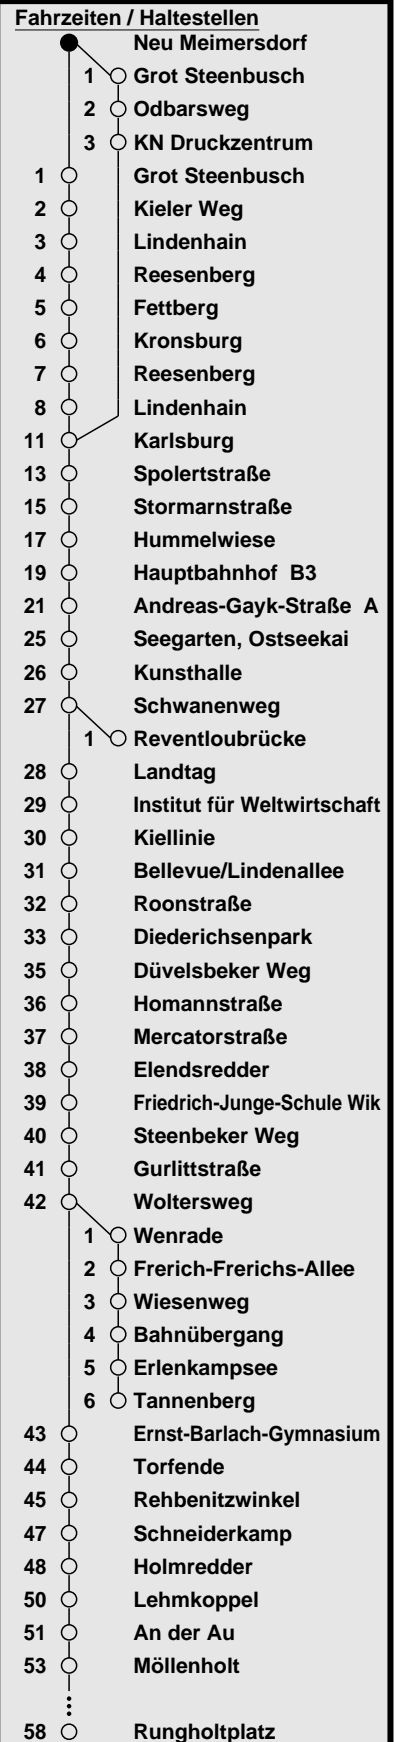 Fahrzeiten / Haltestellen
Neu Meimersdorf
1 Grot Steenbusch
2 Odbarsweg
3 KN Druckzentrum
1 Grot Steenbusch
2 Kieler Weg
3 Lindenhain
4 Reesenberg
5 Fettberg
6 Kronsburg
7 Reesenberg
8 Lindenhain
11 Karlsburg
13 Spolertstraße
15 Stormarnstraße
17 Hummelwiese
19 Hauptbahnhof B3
21 Andreas-Gayk-Straße A
25 Seegarten, Ostseekai
26 Kunsthalle
27 Schwanenweg
1 Reventloubrücke
28 Landtag
29 Institut für Weltwirtschaft
30 Kiellinie
31 Bellevue/Lindenallee
32 Roonstraße
33 Diederichsenpark
35 Düvelsbeker Weg
36 Homannstraße
37 Mercatorstraße
38 Elendsredder
39 Friedrich-Junge-Schule Wik
40 Steenbeker Weg
41 Gurlittstraße
42 Woltersweg
1 Wenrade
2 Frerich-Frerichs-Allee
3 Wiesenweg
4 Bahnübergang
5 Erlenkampsee
6 Tannenberg
43 Ernst-Barlach-Gymnasium
44 Torfende
45 Rehbenitzwinkel
47 Schneiderkamp
48 Holmredder
50 Lehmkoppel
51 An der Au
53 Möllenholt
58 Rungholtplatz